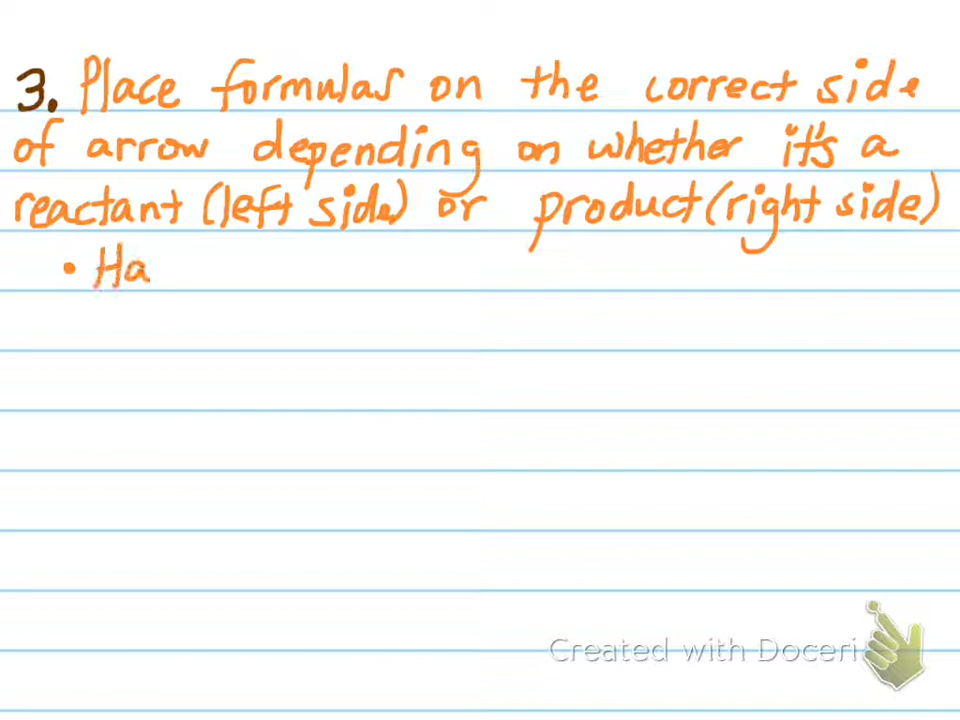 3. Place formulas on the correct side
of arrow depending on whether it's a
reactant (left side) or product (right side)
• Ha
Created with Doceri